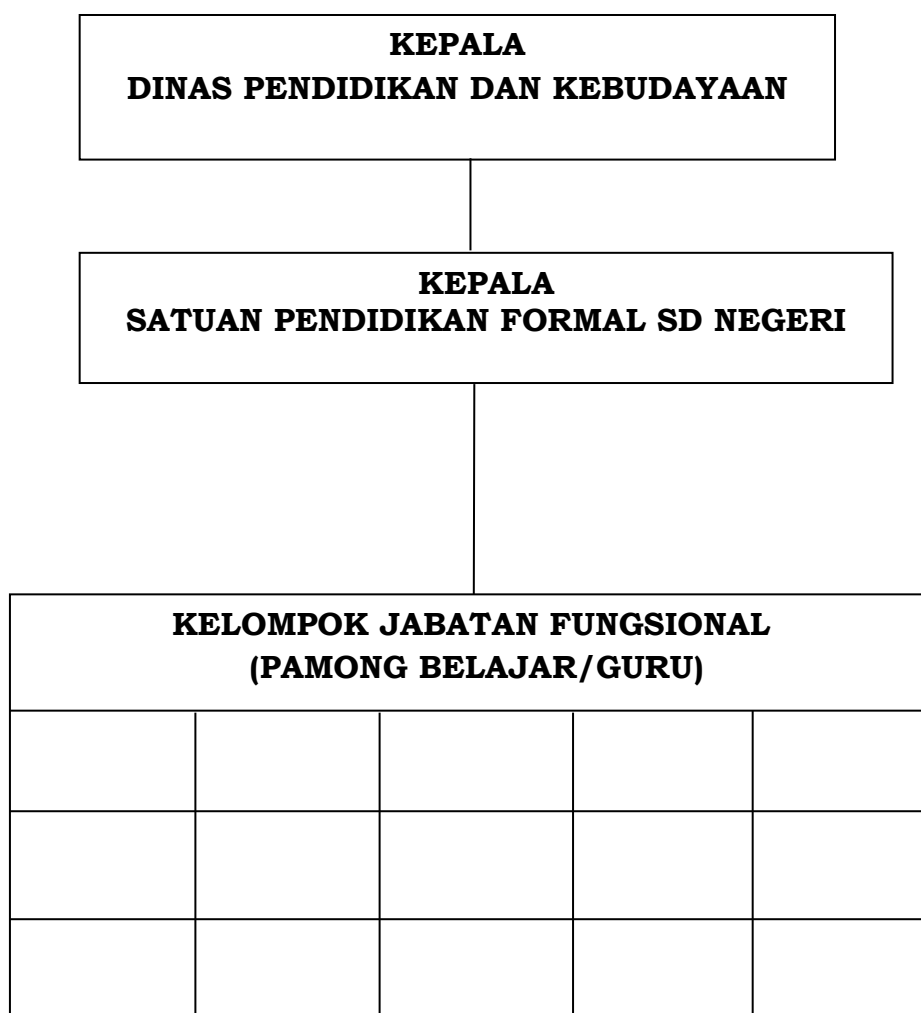 KEPALA
DINAS PENDIDIKAN DAN KEBUDAYAAN
KEPALA
SATUAN PENDIDIKAN FORMAL SD NEGERI
KELOMPOK JABATAN FUNGSIONAL
(PAMONG BELAJAR/GURU)